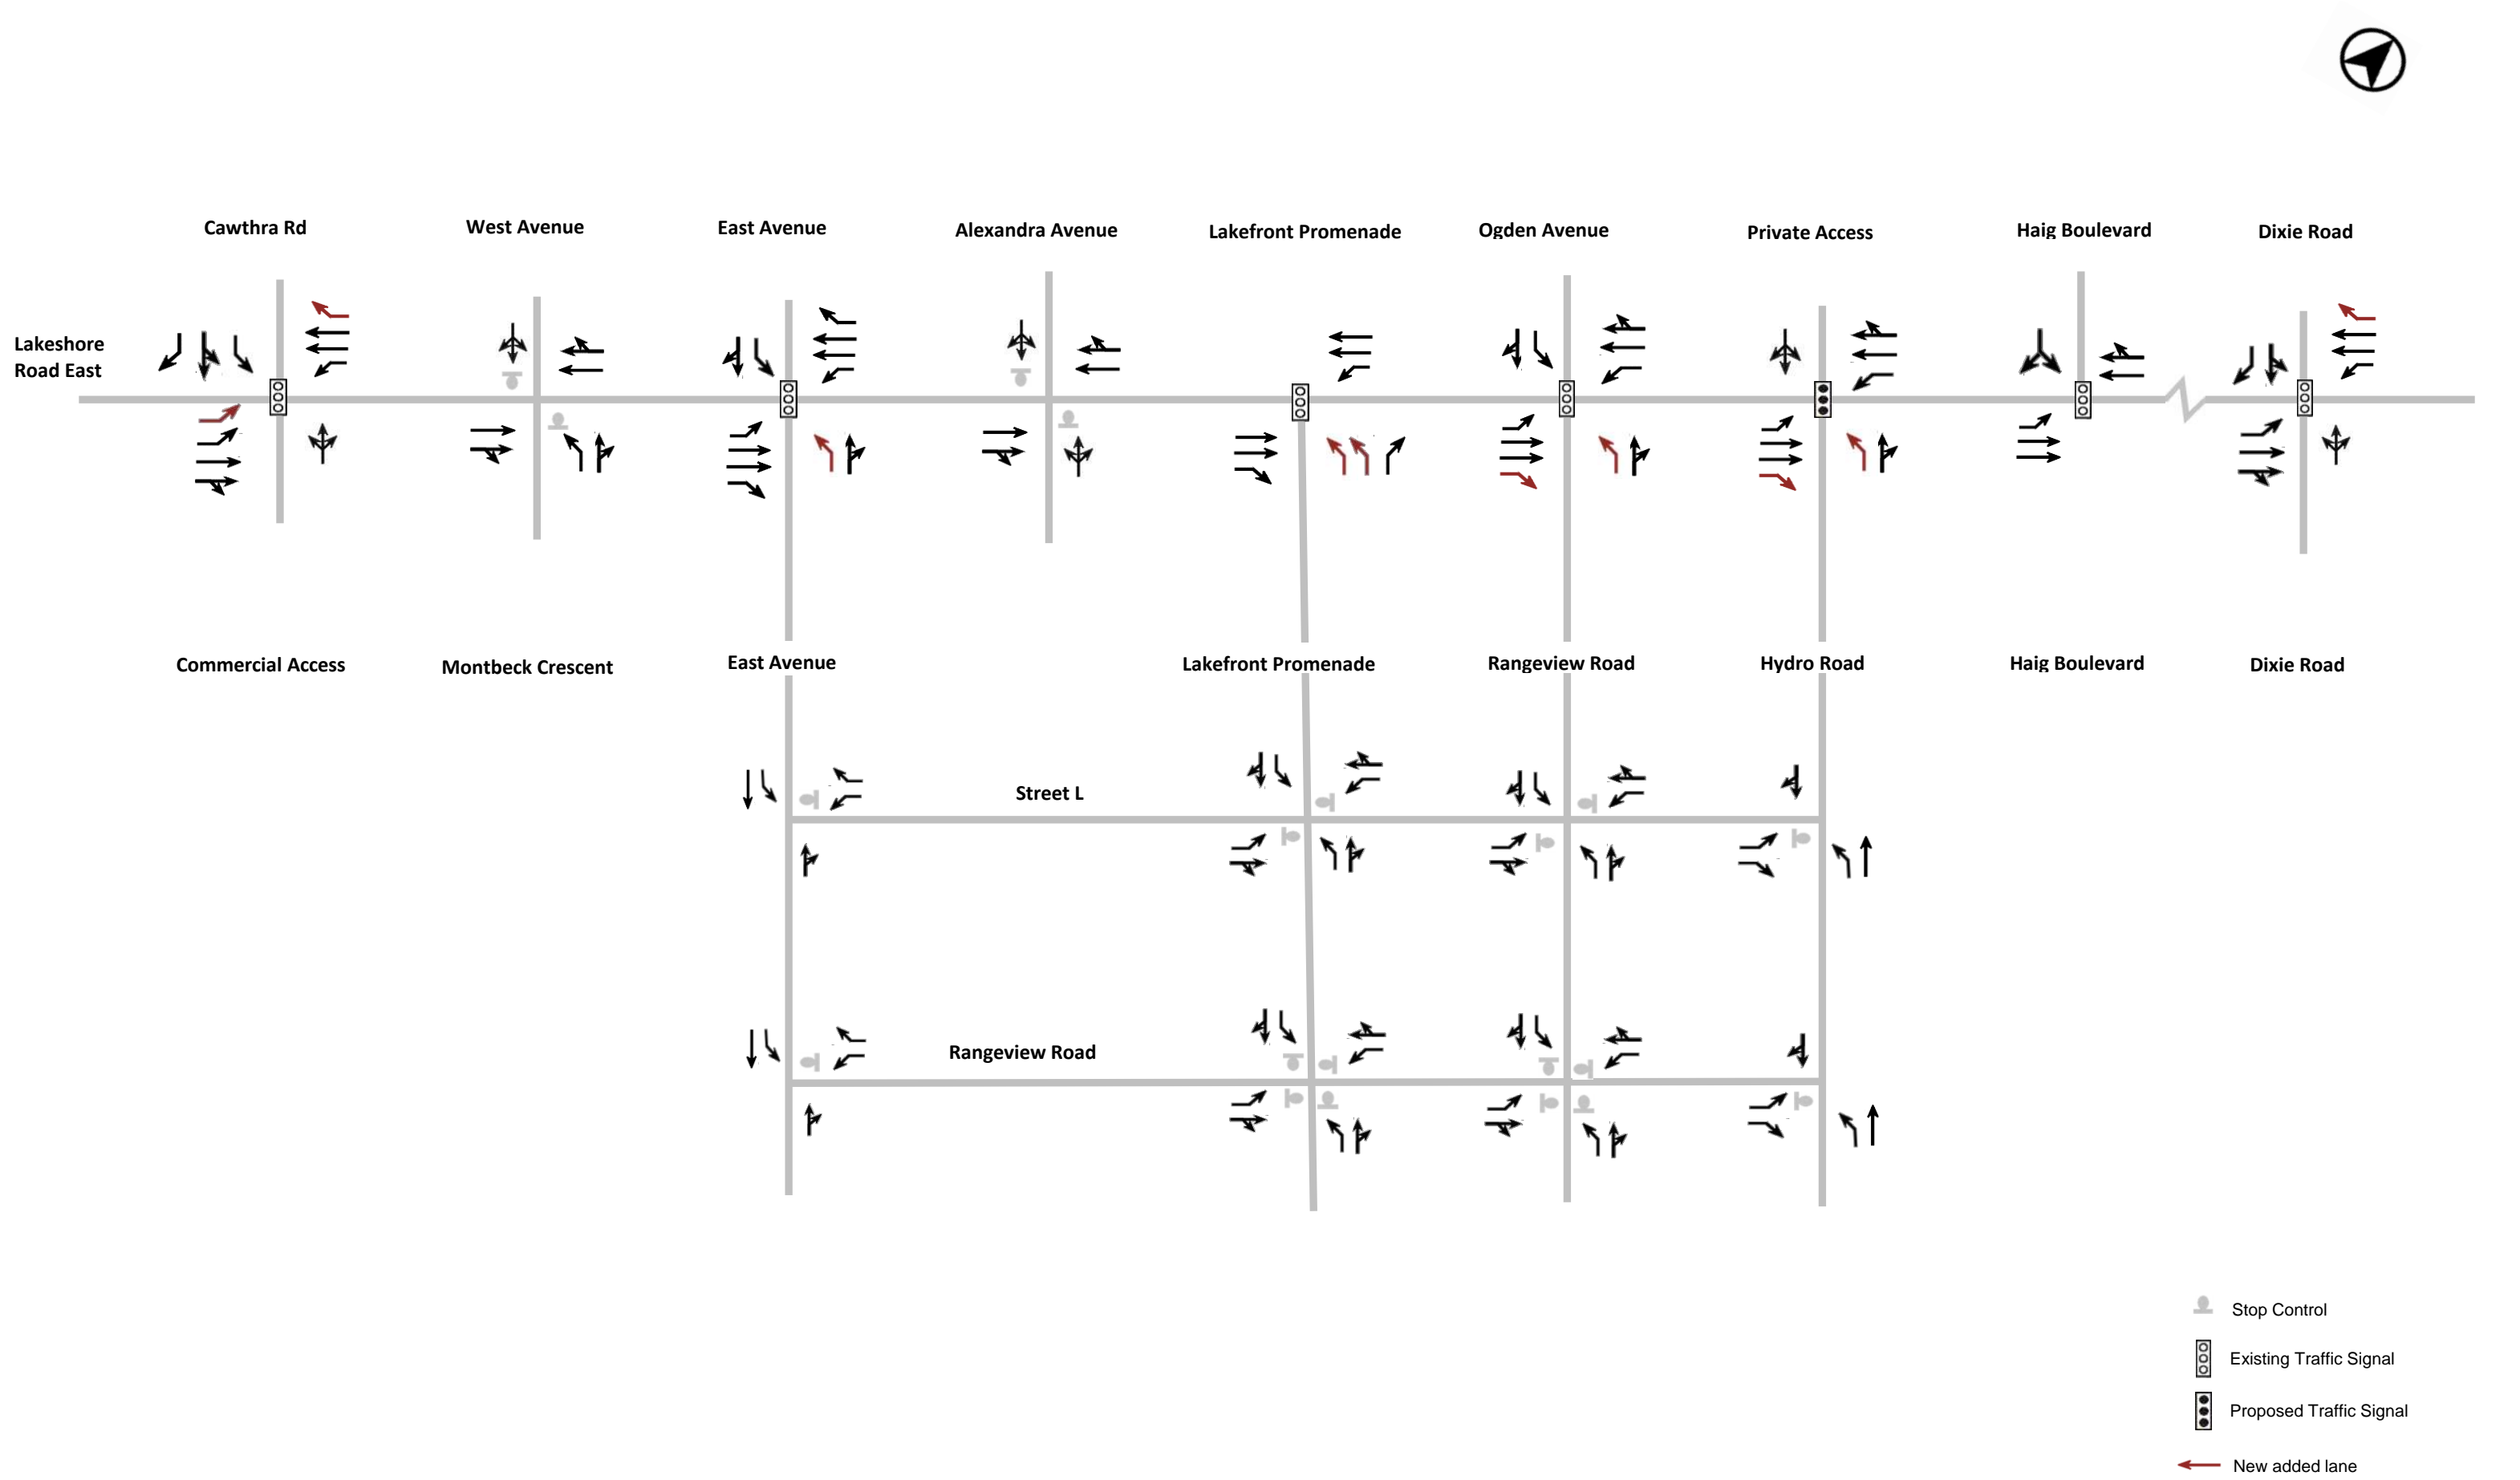 Cawthra Rd
West Avenue
East Avenue
Alexandra Avenue
Lakefront Promenade
Ogden Avenue
Private Access
Haig Boulevard
Dixie Road
Lakeshore
Road East
Commercial Access
Montbeck Crescent
East Avenue
Lakefront Promenade
Rangeview Road
Hydro Road
Haig Boulevard
Dixie Road
Street L
Rangeview Road
Stop Control
Existing Traffic Signal
Proposed Traffic Signal
New added lane